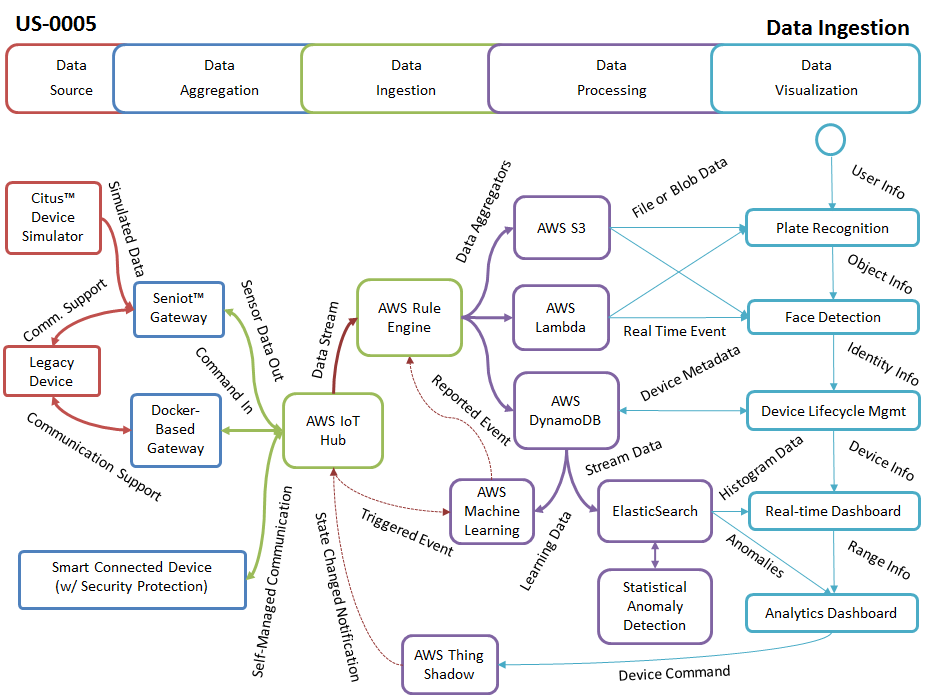 US-0005
Data Ingestion
Data
Source
Data
Aggregation
Data
Ingestion
Data
Processing
Data
Visualization
Citus™
Device
Simulator
Simulated Data
Seniot™
Gateway
Comm. Support
Legacy
Device
Communication Support
Docker-
Based
Gateway
Sensor Data Out
Command In
Smart Connected Device
(w/ Security Protection)
Self-Managed Communication
AWS IoT
Hub
Data Stream
AWS Rule
Engine
Data Aggregators
Reported Event
Triggered Event
State Changed Notification
AWS S3
AWS
Lambda
AWS
DynamoDB
AWS
Machine
Learning
Learning Data
Stream Data
ElasticSearch
Statistical
Anomaly
Detection
AWS Thing
Shadow
File or Blob Data
Real Time Event
Device Metadata
Histogram Data
Anomalies
Device Command
User Info
Plate Recognition
Object Info
Face Detection
Identity Info
Device Lifecycle Mgmt
Device Info
Real-time Dashboard
Range Info
Analytics Dashboard